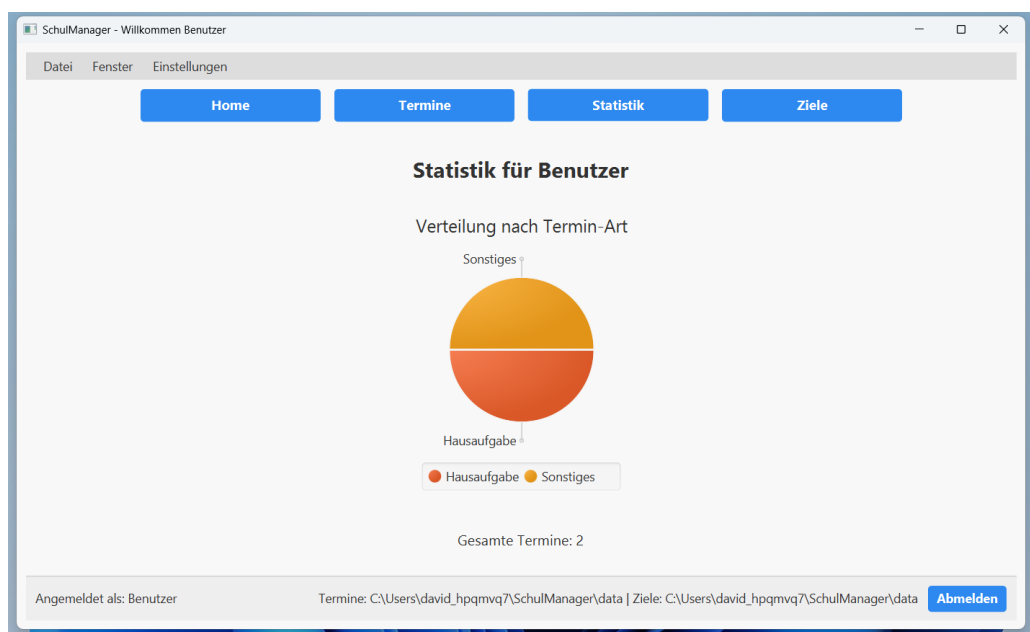 SchulManager - Willkommen Benutzer
Datei Fenster Einstellungen
Home Termine Statistik Ziele
Statistik für Benutzer
Verteilung nach Termin-Art
Sonstiges
Hausaufgabe
Hausaufgabe Sonstiges
Gesamte Termine: 2
Angemeldet als: Benutzer Termine: C:\Users\david_hpqmvq7\SchulManager\data | Ziele: C:\Users\david_hpqmvq7\SchulManager\data Abmelden